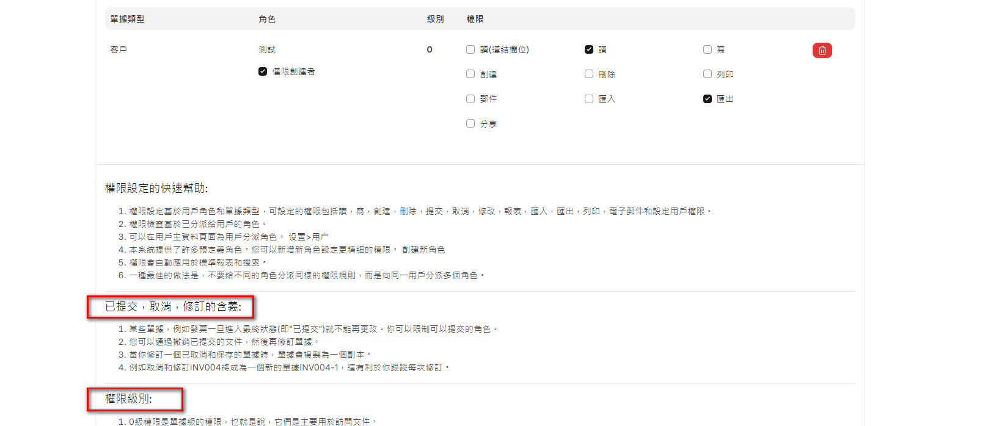 單據類型 角色 級別 權限
客戶 測試 0 讀(連結欄位) 讀 寫
僅限創建者 創建 刪除 列印
郵件 匯入 匯出
分享
權限設定的快速幫助:
1. 權限設定基於用戶角色和單據類型，可設定的權限包括讀，寫，創建，刪除，提交，取消，修改，報表，匯入，匯出，列印，電子郵件和設定用戶權限。
2. 權限檢查基於已分派給用戶的角色。
3. 可以在用戶主資料頁面為用戶分派角色。 设置>用户
4. 本系統提供了許多預定義角色。您可以新增新角色設定更精細的權限。 創建新角色
5. 權限會自動應用於標準報表和搜素。
6. 一種最佳的做法是，不要給不同的角色分派同樣的權限規則，而是向同一用戶分派多個角色。
已提交，取消，修訂的含義:
1. 某些單據，例如發票一旦進入最終狀態(即“已提交”)就不能再更改。你可以限制可以提交的角色。
2. 您可以通過撤銷已提交的文件，然後再修訂單據。
3. 當你修訂一個已取消和保存的單據時，單據會複製為一個副本。
4. 例如取消和修訂INV004將成為一個新的單據INV004-1，這有利於你跟蹤每次修訂。
權限級別:
1. 0級權限是單據級的權限，也就是說，它們是主要用於訪問文件。